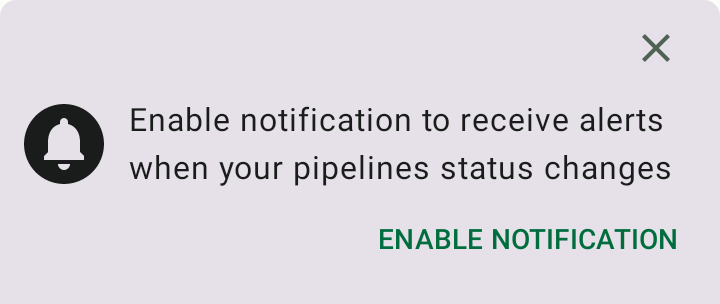 Enable notification to receive alerts
when your pipelines status changes
ENABLE NOTIFICATION